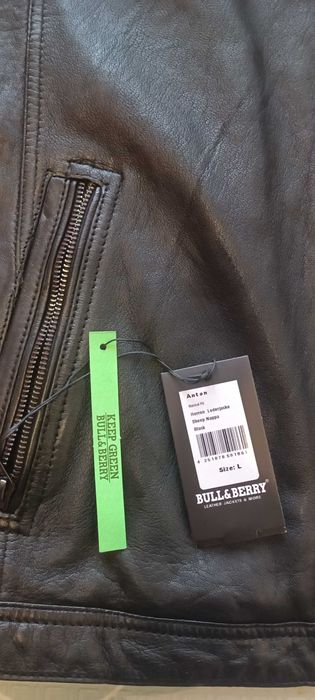 KEEP GREEN
BULL&BERRY
Anton
Herren Lederjacke
Sheep Nappa
Black
Size: L
BULL&BERRY
LEATHER JACKETS & MORE